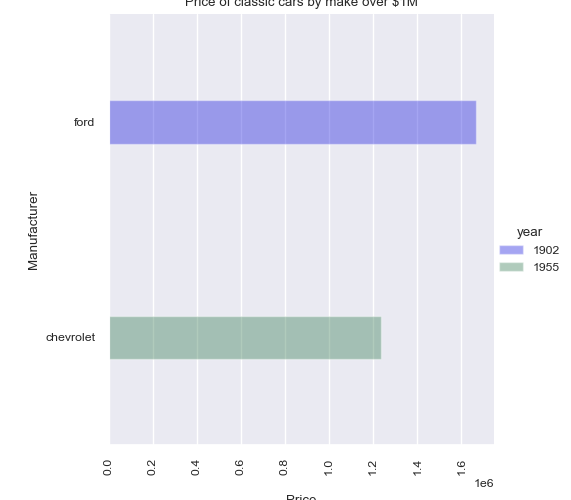 Price of classic cars by make over $1M
ford
chevrolet
Manufacturer
year
1902
1955
0.0
0.2
0.4
0.6
0.8
1.0
1.2
1.4
1.6
1e6
Price